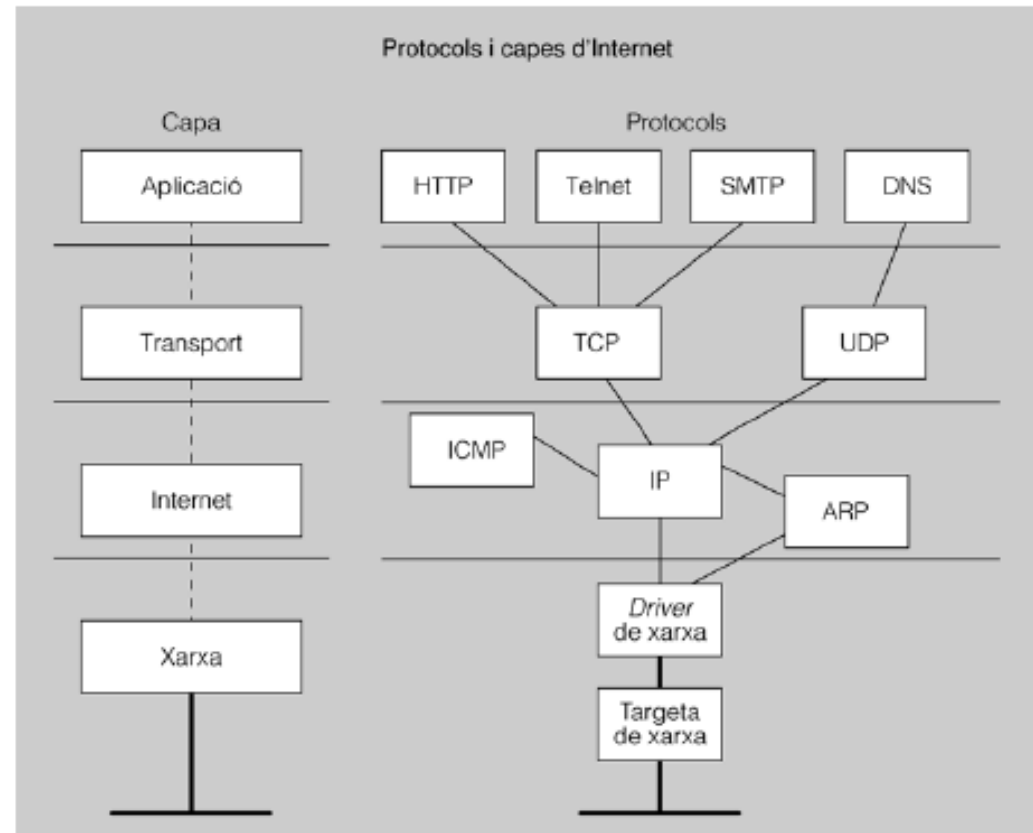 Protocols i capes d'Internet
Capa
Protocols
Aplicació
HTTP
Telnet
SMTP
DNS
Transport
TCP
UDP
ICMP
IP
Internet
ARP
Driver
de xarxa
Xarxa
Targeta
de xarxa